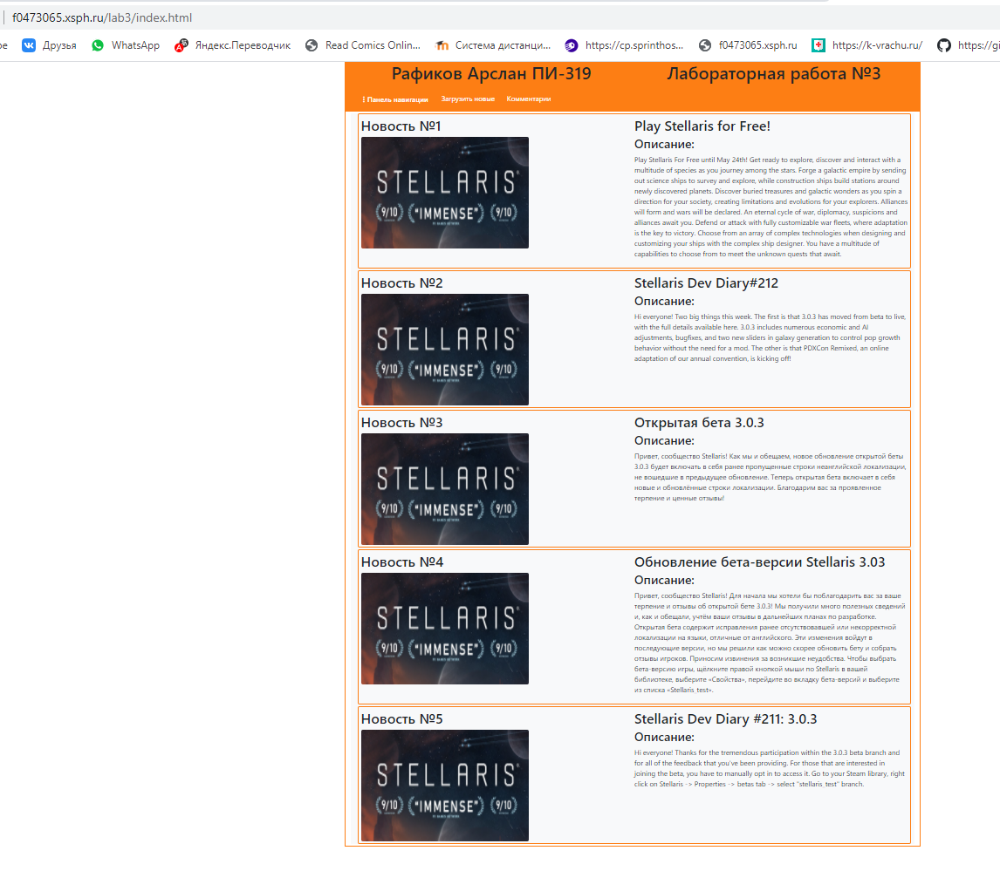 f0473065.xsph.ru/lab3/index.html
ое Друзья WhatsApp Яндекс.Переводчик Read Comics Onlin... Система дистанци... https://cp.sprinthos... f0473065.xsph.ru https://k-vrachu.ru/ https://gi
Рафиков Арслан ПИ-319 Лабораторная работа №3
Панель навигации Загрузить новые Комментарии
Новость №1
STELLARIS
9/10 "IMMENSE" 9/10
Play Stellaris for Free!
Описание:
Play Stellaris For Free until May 24th! Get ready to explore, discover and interact with a
multitude of species as you journey among the stars. Forge a galactic empire by sending
out science ships to survey and explore, while construction ships build stations around
newly discovered planets. Discover buried treasures and galactic wonders as you spin a
direction for your society, creating limitations and evolutions for your explorers. Alliances
will form and wars will be declared. An eternal cycle of war, diplomacy, suspicions and
alliances await you. Defend or attack with fully customizable war fleets, where adaptation
is the key to victory. Choose from an array of complex technologies when designing and
customizing your ships with the complex ship designer. You have a multitude of
capabilities to choose from to meet the unknown quests that await.
Новость №2
STELLARIS
9/10 "IMMENSE" 9/10
Stellaris Dev Diary#212
Описание:
Hi everyone! Two big things this week. The first is that 3.0.3 has moved from beta to live,
with the full details available here. 3.0.3 includes numerous economic and AI
adjustments, bugfixes, and two new sliders in galaxy generation to control pop growth
behavior without the need for a mod. The other is that PDXCon Remixed, an online
adaptation of our annual convention, is kicking off!
Новость №3
STELLARIS
9/10 "IMMENSE" 9/10
Открытая бета 3.0.3
Описание:
Привет, сообщество Stellaris! Как мы и обещаем, новое обновление открытой беты
3.0.3 будет включать в себя ранее пропущенные строки неанглийской локализации,
не вошедшие в предыдущее обновление. Теперь открытая бета включает в себя
новые и обновлённые строки локализации. Благодарим вас за проявленное
терпение и ценные отзывы!
Новость №4
STELLARIS
9/10 "IMMENSE" 9/10
Обновление бета-версии Stellaris 3.03
Описание:
Привет, сообщество Stellaris! Для начала мы хотели бы поблагодарить вас за ваше
терпение и отзывы об открытой бете 3.0.3! Мы получили много полезных сведений
и, как и обещали, учтём ваши отзывы в дальнейших планах по разработке.
Открытая бета содержит исправления ранее отсутствовавшей или некорректной
локализации на языки, отличные от английского. Эти изменения войдут в
последующие версии, но мы решили как можно скорее обновить бету и собрать
отзывы игроков. Приносим извинения за возникшие неудобства. Чтобы выбрать
бета-версию игры, щёлкните правой кнопкой мыши по Stellaris в вашей
библиотеке, выберите «Свойства», перейдите во вкладку бета-версий и выберите
из списка «Stellaris_test».
Новость №5
STELLARIS
9/10 "IMMENSE" 9/10
Stellaris Dev Diary #211: 3.0.3
Описание:
Hi everyone! Thanks for the tremendous participation within the 3.0.3 beta branch and
for all of the feedback that you've been providing. For those that are interested in
joining the beta, you have to manually opt in to access it. Go to your Steam library, right
click on Stellaris -> Properties -> betas tab -> select "stellaris_test" branch.